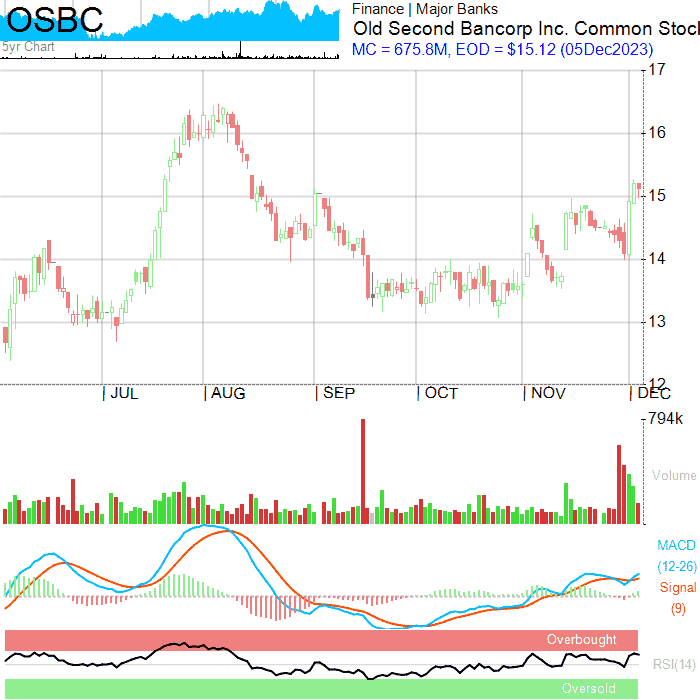 OSBC
5yr Chart
Finance | Major Banks
Old Second Bancorp Inc. Common Stock
MC = 675.8M, EOD = $15.12 (05Dec2023)
17
16
15
14
13
12
| JUL | AUG | SEP | OCT | NOV | DEC
794k
Volume
MACD
(12-26)
Signal
(9)
Overbought
RSI(14)
Oversold